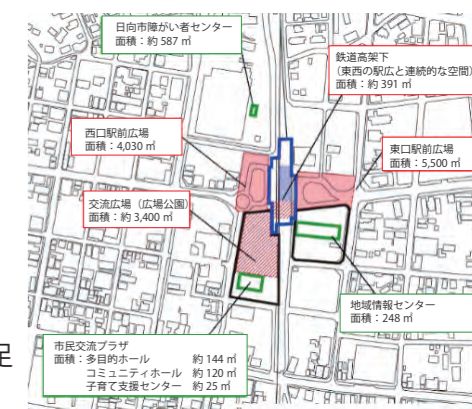 日向市障がい者センター
面積：約 587 ㎡
鉄道高架下
（東西の駅広と連続的な空間）
面積：約 391 ㎡
西口駅前広場
面積：4,030 ㎡
東口駅前広場
面積：5,500 ㎡
交流広場（広場公園）
面積：約 3,400 ㎡
地域情報センター
面積：248 ㎡
市民交流プラザ
面積：多目的ホール 約 144 ㎡
コミュニティホール 約 120 ㎡
子育て支援センター 約 25 ㎡
足